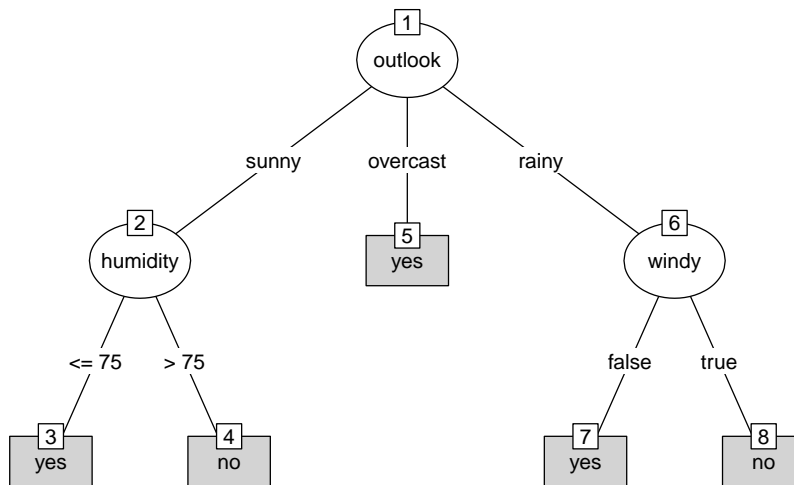 1
outlook
sunny
overcast
rainy
2
humidity
5
yes
6
windy
<= 75
> 75
false
true
3
yes
4
no
7
yes
8
no